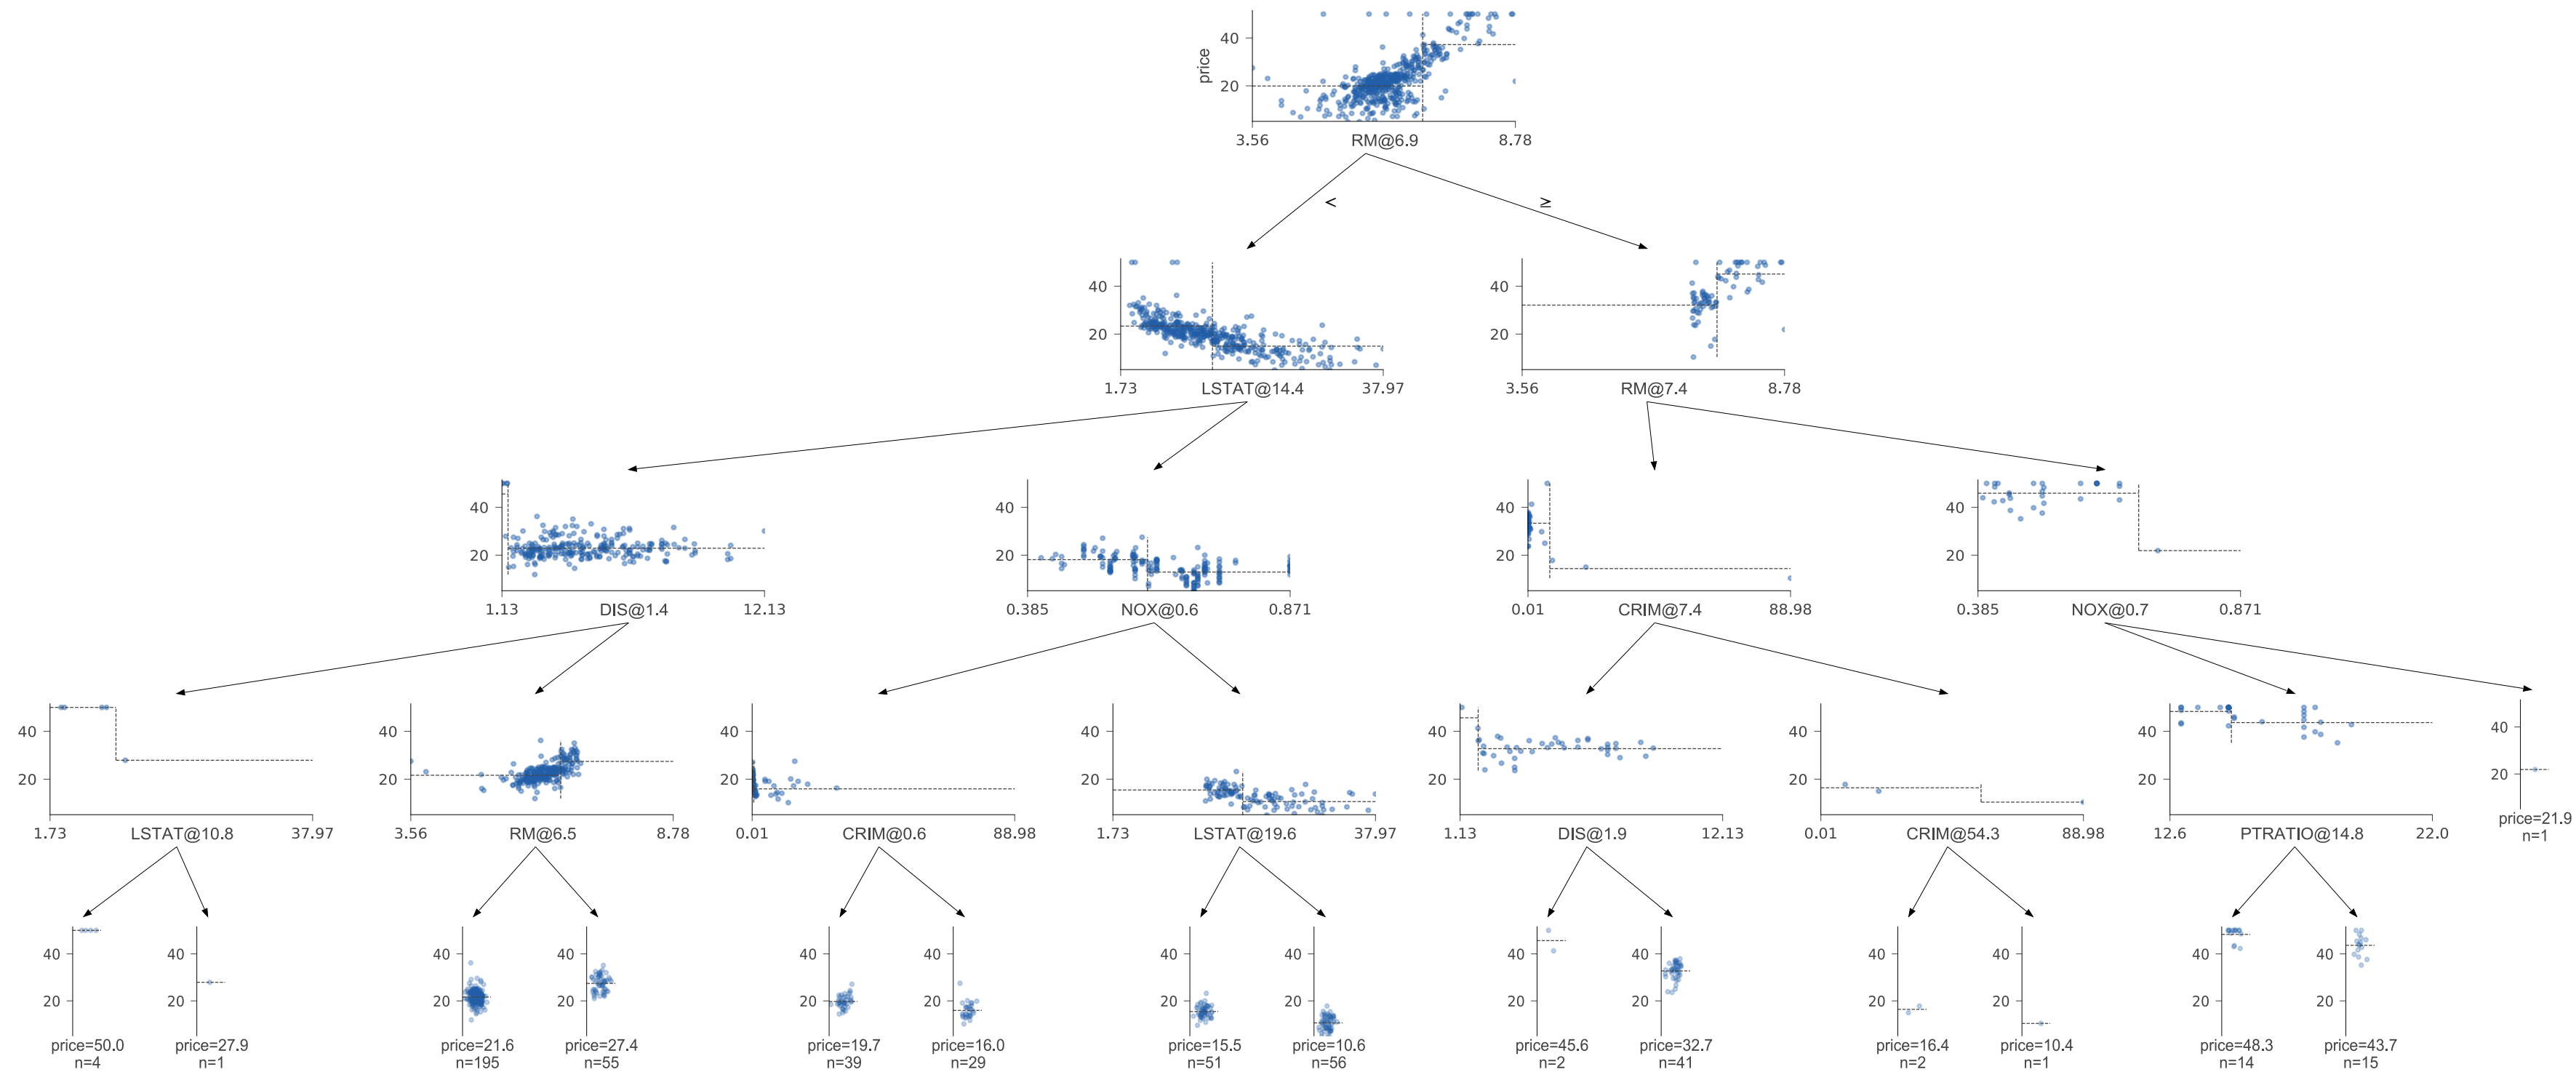 price
40
20
3.56 RM@6.9 8.78
< ≥
40
20
1.73 LSTAT@14.4 37.97
40
20
3.56 RM@7.4 8.78
40
20
1.13 DIS@1.4 12.13
40
20
0.385 NOX@0.6 0.871
40
20
0.01 CRIM@7.4 88.98
40
20
0.385 NOX@0.7 0.871
40
20
1.73 LSTAT@10.8 37.97
40
20
3.56 RM@6.5 8.78
40
20
0.01 CRIM@0.6 88.98
40
20
1.73 LSTAT@19.6 37.97
40
20
1.13 DIS@1.9 12.13
40
20
0.01 CRIM@54.3 88.98
40
20
12.6 PTRATIO@14.8 22.0
40
20
price=21.9
n=1
40
20
price=50.0
n=4
40
20
price=27.9
n=1
40
20
price=21.6
n=195
40
20
price=27.4
n=55
40
20
price=19.7
n=39
40
20
price=16.0
n=29
40
20
price=15.5
n=51
40
20
price=10.6
n=56
40
20
price=45.6
n=2
40
20
price=32.7
n=41
40
20
price=16.4
n=2
40
20
price=10.4
n=1
40
20
price=48.3
n=14
40
20
price=43.7
n=15